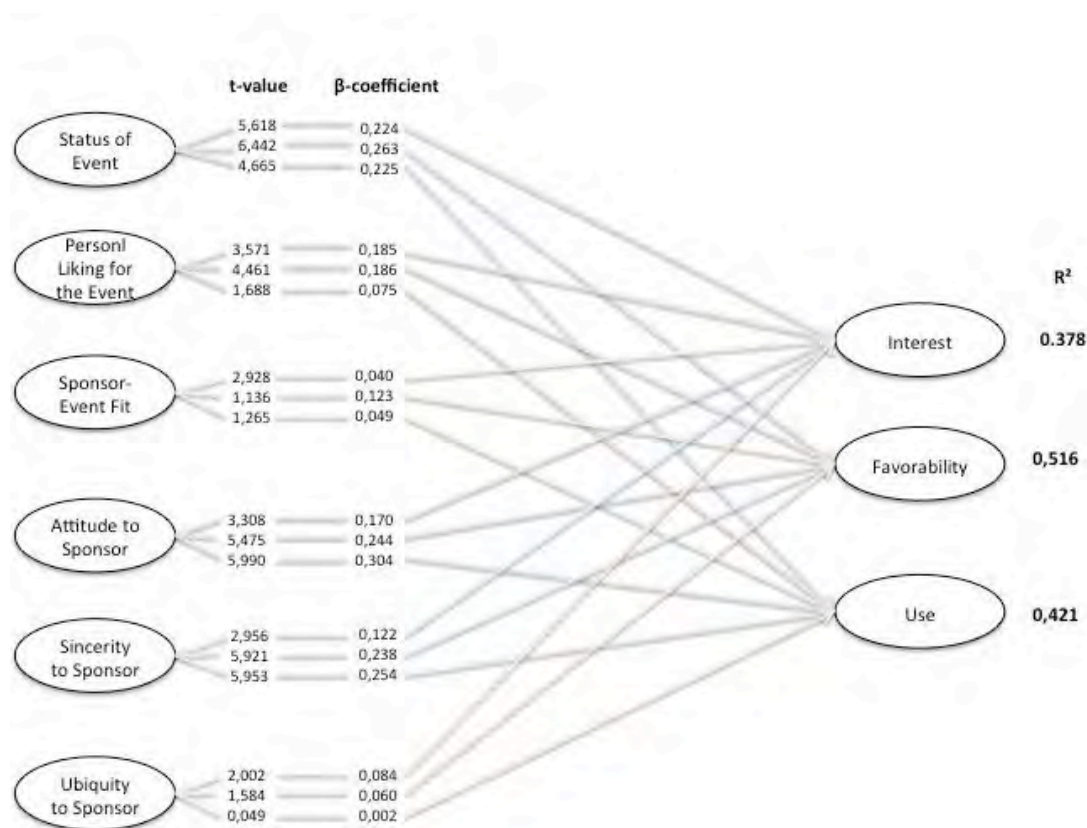 t-value β-coefficient
Status of
Event
5,618 0,224
6,442 0,263
4,665 0,225
Personl
Liking for
the Event
3,571 0,185
4,461 0,186
1,688 0,075
R²
Interest 0.378
Sponsor-
Event Fit
2,928 0,040
1,136 0,123
1,265 0,049
Favorability 0,516
Attitude to
Sponsor
3,308 0,170
5,475 0,244
5,990 0,304
Use 0,421
Sincerity
to Sponsor
2,956 0,122
5,921 0,238
5,953 0,254
Ubiquity
to Sponsor
2,002 0,084
1,584 0,060
0,049 0,002